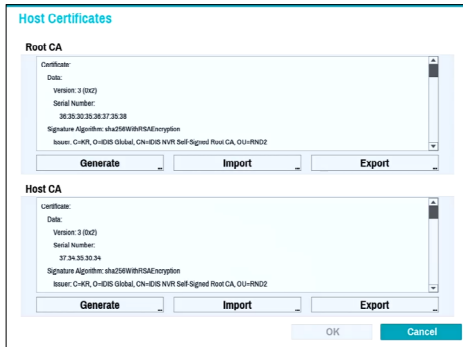 Host Certificates
Root CA
Certificate:
Data:
Version: 3 (0x2)
Serial Number:
36:35:30:35:36:37:35:38
Signature Algorithm: sha256WithRSAEncryption
Issuer: C=KR, O=IDIS Global, CN=IDIS NVR Self-Signed Root CA, OU=RND2
Generate ... Import ... Export ...
Host CA
Certificate:
Data:
Version: 3 (0x2)
Serial Number:
37:34:35:30:34
Signature Algorithm: sha256WithRSAEncryption
Issuer: C=KR, O=IDIS Global, CN=IDIS NVR Self-Signed Root CA, OU=RND2
Generate ... Import ... Export ...
OK Cancel